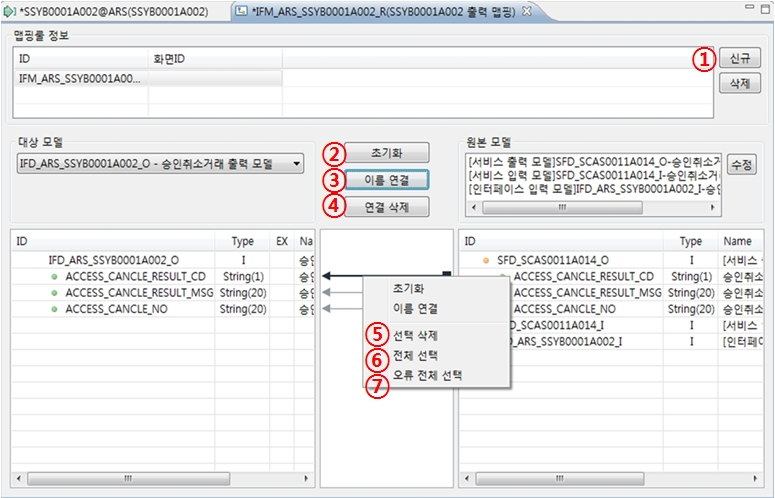 *SSYB0001A002@ARS(SSYB0001A002)
*IFM_ARS_SSYB0001A002_R(SSYB0001A002 출력 맵핑)
맵핑룰 정보
ID 화면ID
IFM_ARS_SSYB0001A00...
① 신규
삭제
대상 모델
IFD_ARS_SSYB0001A002_O - 승인취소거래 출력 모델
② 초기화
③ 이름 연결
④ 연결 삭제
원본 모델
[서비스 출력 모델]SFD_SCAS0011A014_O-승인취소거
[서비스 입력 모델]SFD_SCAS0011A014_I-승인취소거
[인터페이스 입력 모델]IFD_ARS_SSYB0001A002_I-승인
수정
ID Type EX Na
IFD_ARS_SSYB0001A002_O I 승인
ACCESS_CANCLE_RESULT_CD String(1) 승인
ACCESS_CANCLE_RESULT_MSG String(20) 승인
ACCESS_CANCLE_NO String(20) 승인
초기화
이름 연결
⑤ 선택 삭제
⑥ 전체 선택
⑦ 오류 전체 선택
ID Type Name
SFD_SCAS0011A014_O I [서비스
ACCESS_CANCLE_RESULT_CD String(1) 승인취소
ACCESS_CANCLE_RESULT_MSG String(20) 승인취소
ACCESS_CANCLE_NO String(20) 승인취소
D_SCAS0011A014_I I [서비스
D_ARS_SSYB0001A002_I I [인터페